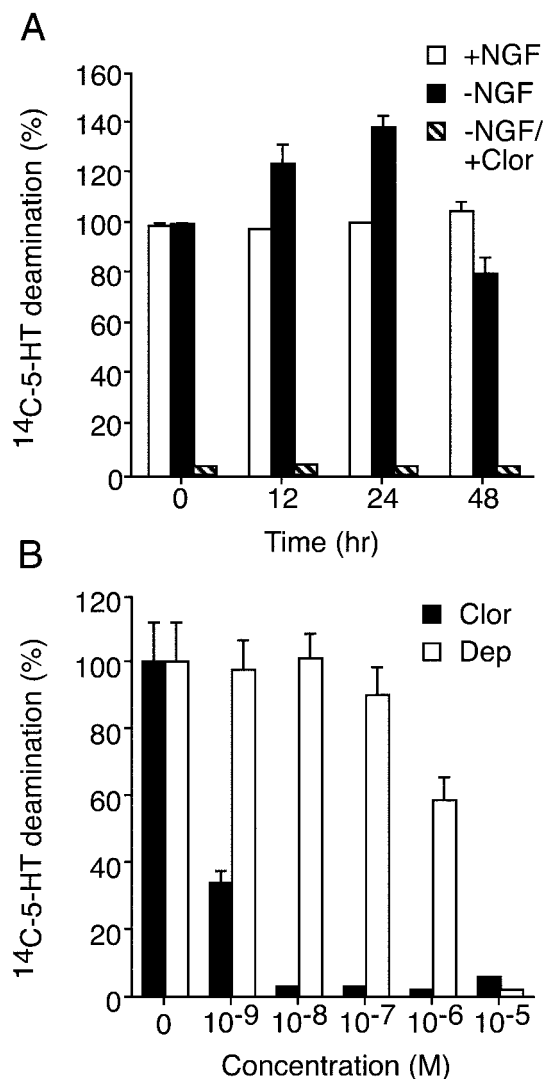 A
+NGF
-NGF
-NGF/
+Clor
¹⁴C-5-HT deamination (%)
160
140
120
100
80
60
40
20
0
0 12 24 48
Time (hr)
B
Clor
Dep
¹⁴C-5-HT deamination (%)
120
100
80
60
40
20
0
0 10⁻⁹ 10⁻⁸ 10⁻⁷ 10⁻⁶ 10⁻⁵
Concentration (M)